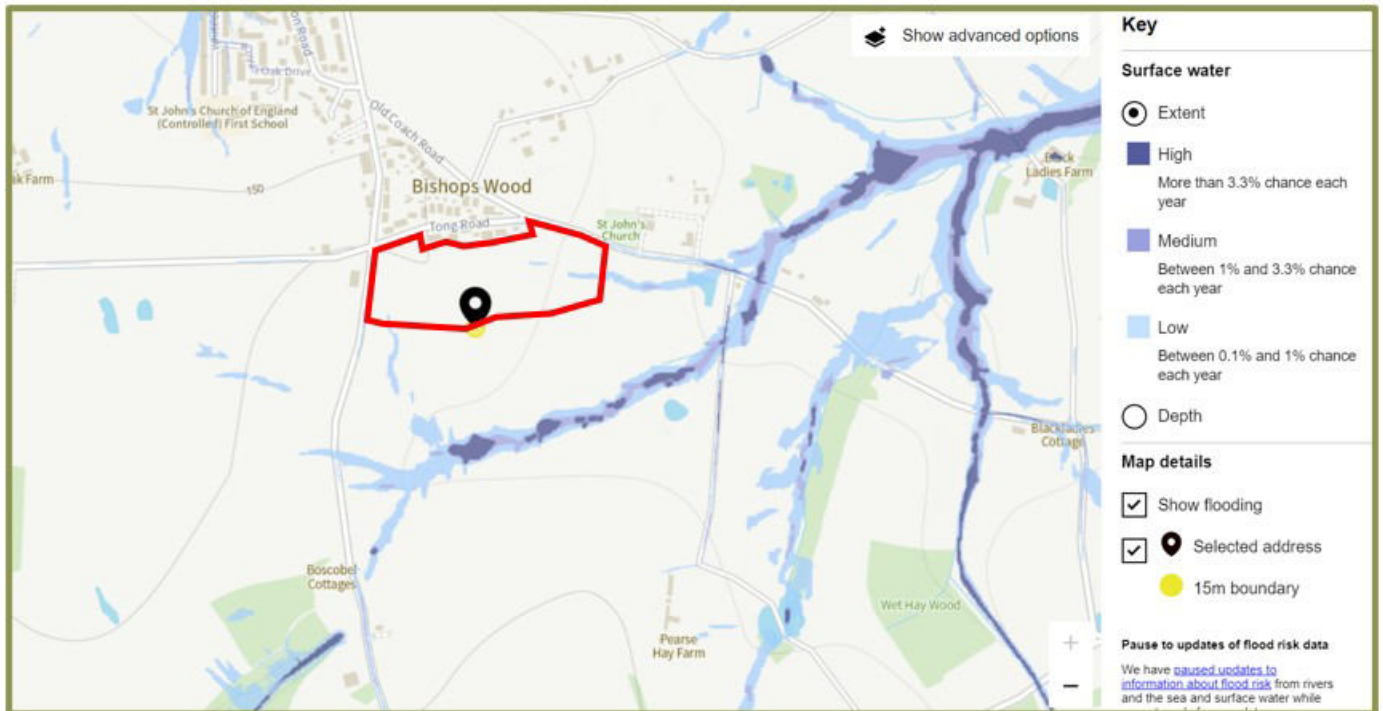 Show advanced options
Oak Drive
St John's Church of England
(Controlled) First School
Old Coach Road
150
Bishops Wood
Tong Road
St John's
Church
Ladies Farm
Blackladies
Cottage
Boscobel
Cottages
Wet Hay Wood
Pearse
Hay Farm
+
−
Key
Surface water
Extent
High
More than 3.3% chance each
year
Medium
Between 1% and 3.3% chance
each year
Low
Between 0.1% and 1% chance
each year
Depth
Map details
Show flooding
Selected address
15m boundary
Pause to updates of flood risk data
We have paused updates to
information about flood risk from rivers
and the sea and surface water while